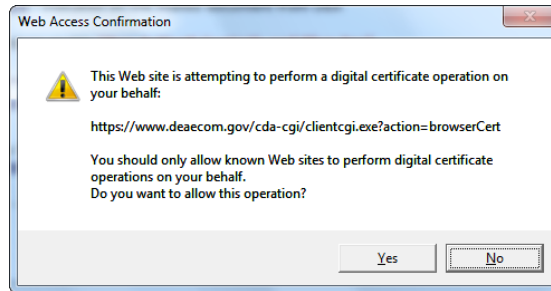 Web Access Confirmation
This Web site is attempting to perform a digital certificate operation on
your behalf:
https://www.deaecom.gov/cda-cgi/clientcgi.exe?action=browserCert
You should only allow known Web sites to perform digital certificate
operations on your behalf.
Do you want to allow this operation?
Yes No